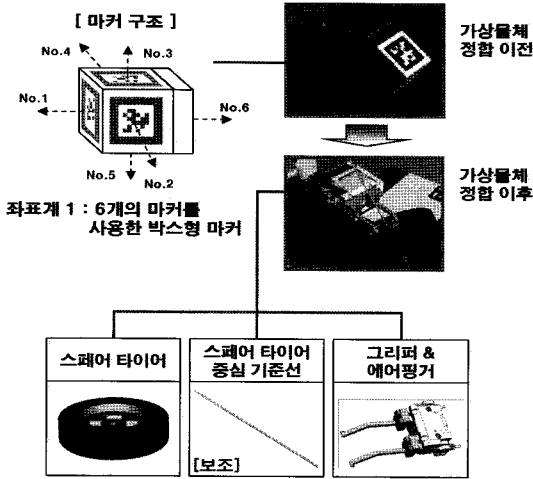 [ 마커 구조 ]
No.4
No.3
No.1
No.6
No.5
No.2
좌표계 1 : 6개의 마커를
사용한 박스형 마커
가상물체
정합 이전
가상물체
정합 이후
스페어 타이어
스페어 타이어
중심 기준선
[보조]
그리퍼 &
에어핑거